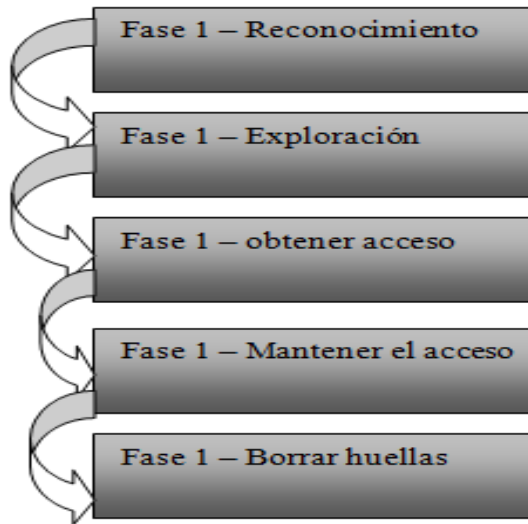 Fase 1 – Reconocimiento
Fase 1 – Exploración
Fase 1 – obtener acceso
Fase 1 – Mantener el acceso
Fase 1 – Borrar huellas